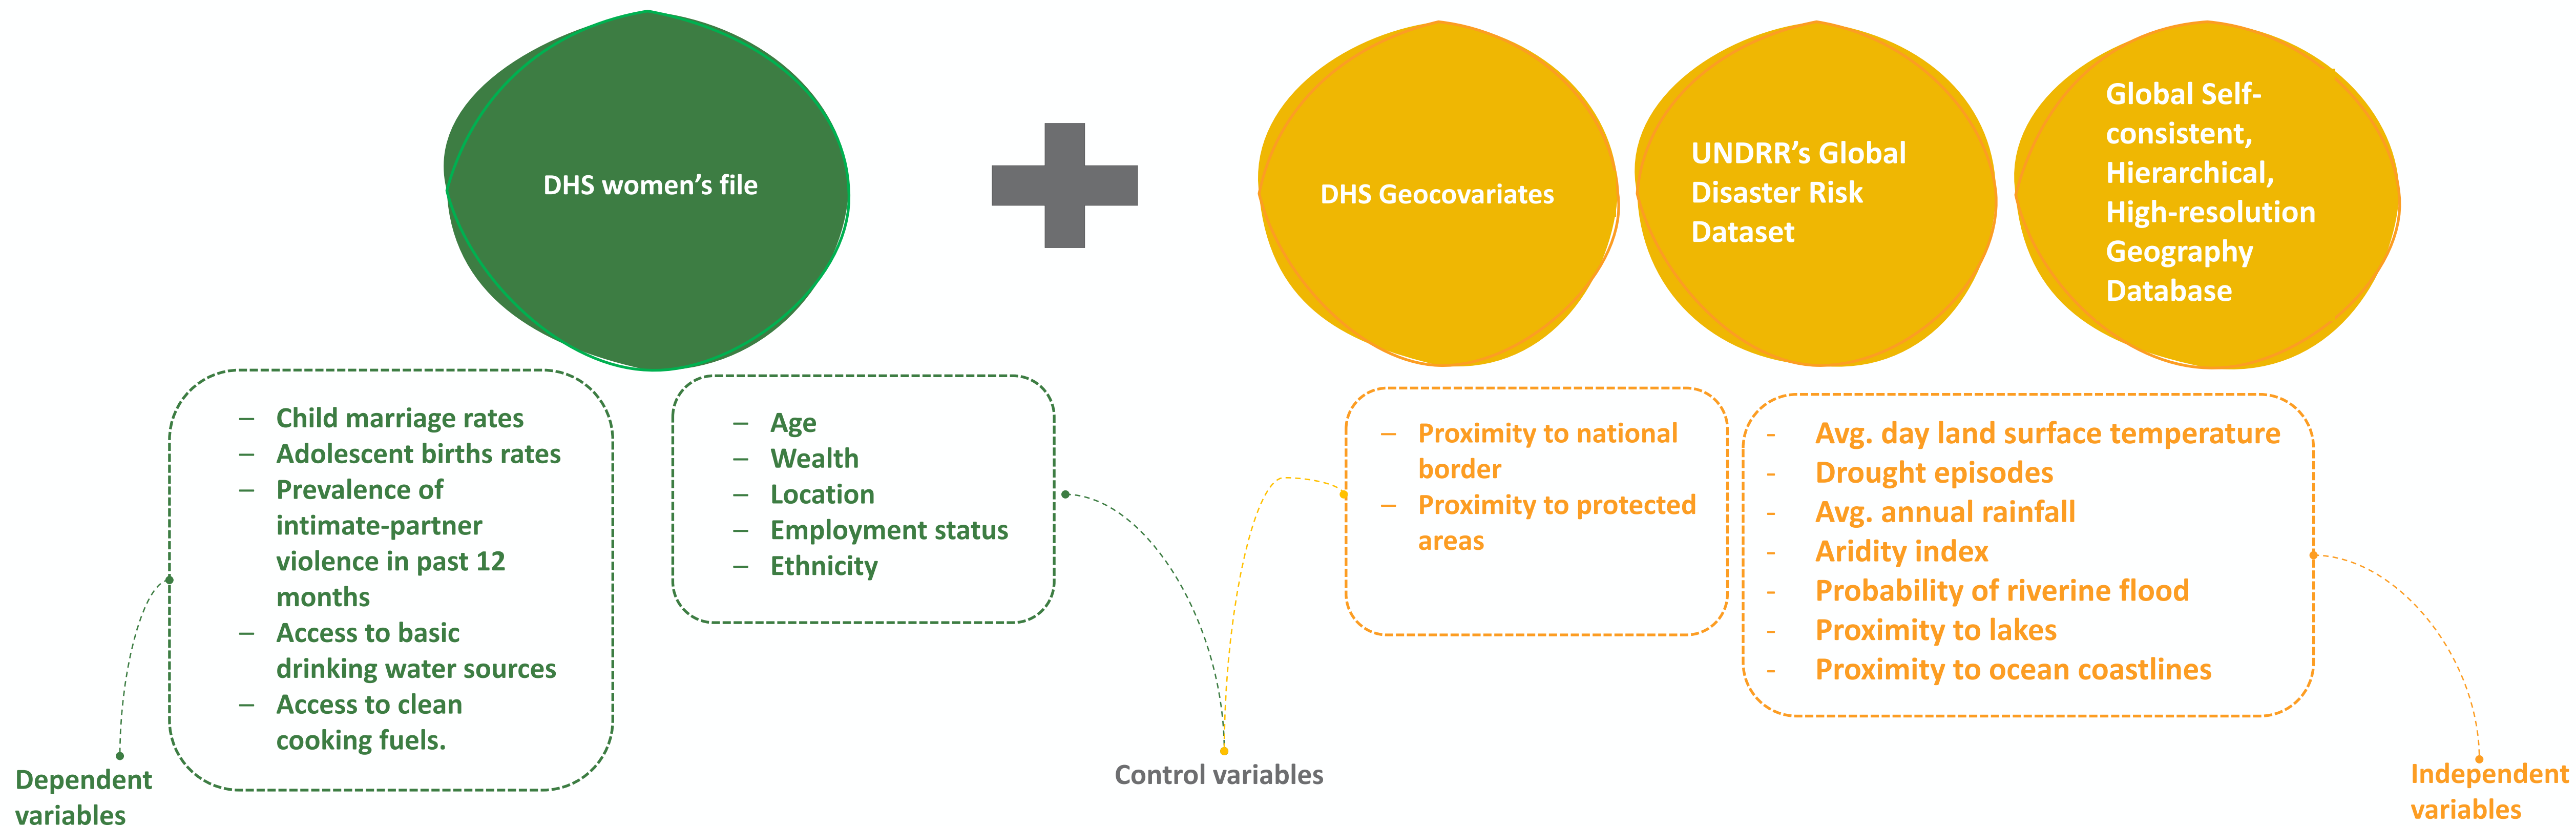 DHS women’s file
DHS Geocovariates
UNDRR’s Global
Disaster Risk
Dataset
Global Self-
consistent,
Hierarchical,
High-resolution
Geography
Database
– Child marriage rates
– Adolescent births rates
– Prevalence of
intimate-partner
violence in past 12
months
– Access to basic
drinking water sources
– Access to clean
cooking fuels.
– Age
– Wealth
– Location
– Employment status
– Ethnicity
– Proximity to national
border
– Proximity to protected
areas
- Avg. day land surface temperature
- Drought episodes
- Avg. annual rainfall
- Aridity index
- Probability of riverine flood
- Proximity to lakes
- Proximity to ocean coastlines
Dependent
variables
Control variables
Independent
variables